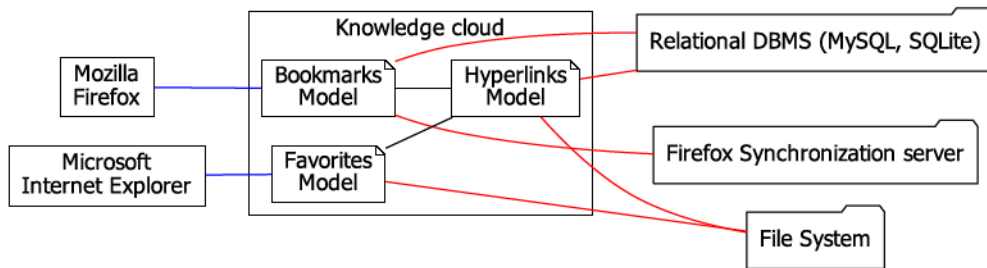 Knowledge cloud
Relational DBMS (MySQL, SQLite)
Mozilla
Firefox
Bookmarks
Model
Hyperlinks
Model
Microsoft
Internet Explorer
Favorites
Model
Firefox Synchronization server
File System